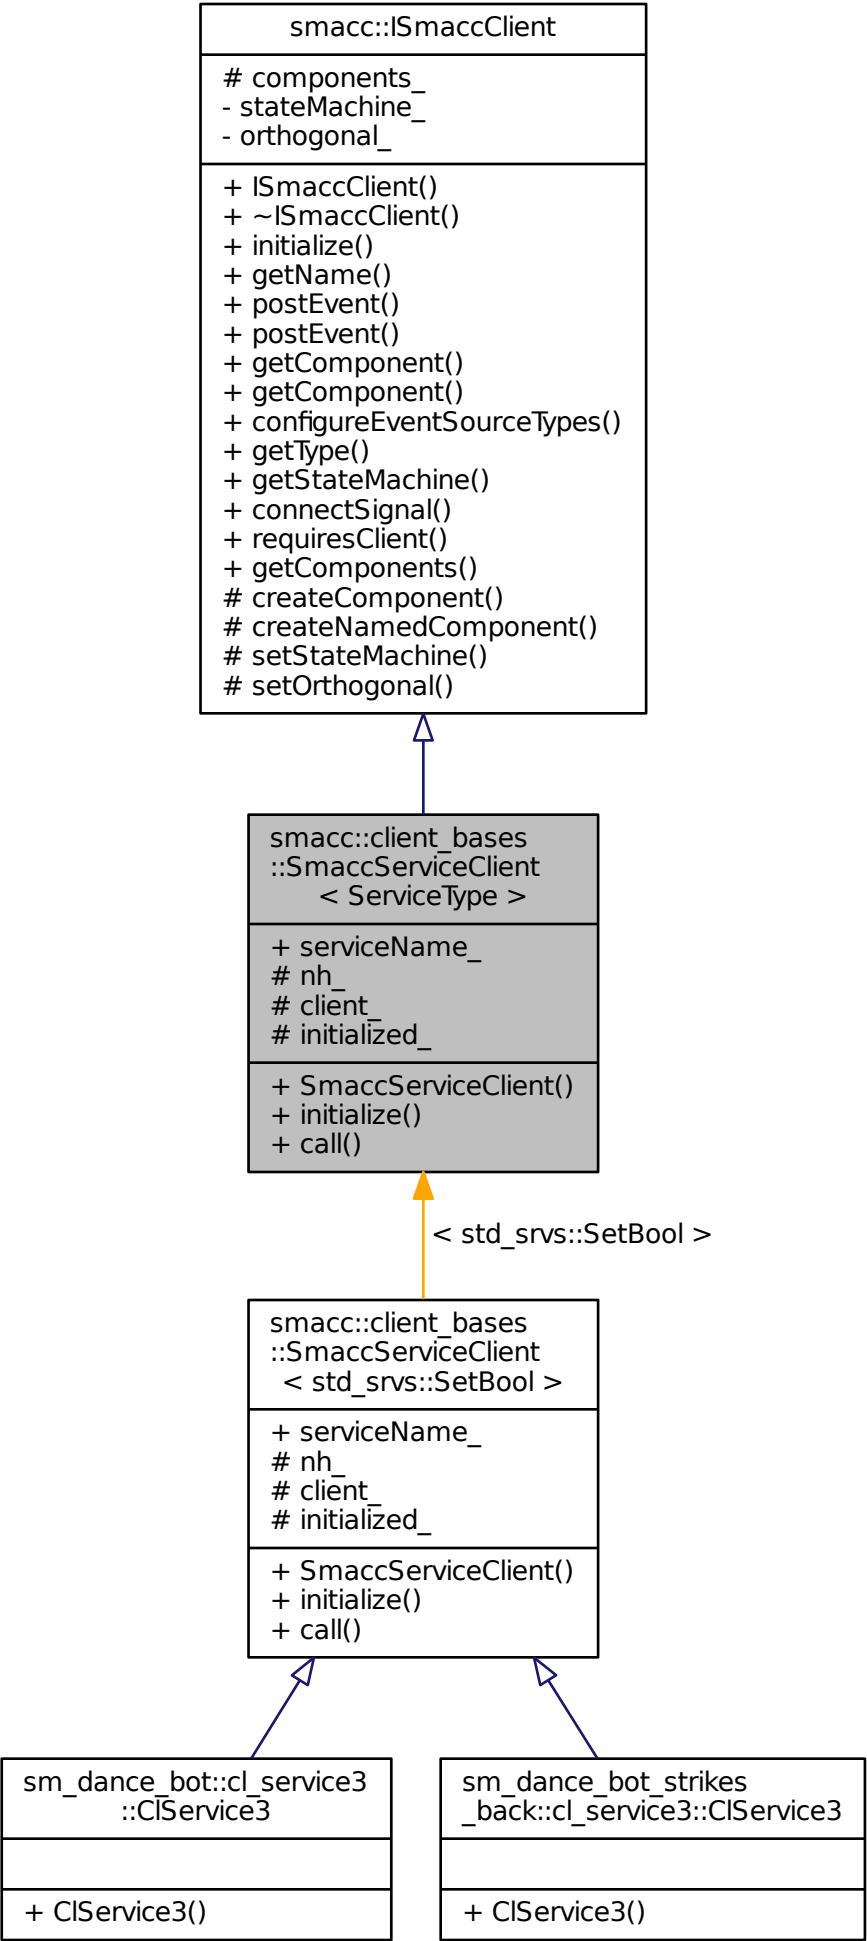 smacc::ISmaccClient
# components_
- stateMachine_
- orthogonal_
+ ISmaccClient()
+ ~ISmaccClient()
+ initialize()
+ getName()
+ postEvent()
+ postEvent()
+ getComponent()
+ getComponent()
+ configureEventSourceTypes()
+ getType()
+ getStateMachine()
+ connectSignal()
+ requiresClient()
+ getComponents()
# createComponent()
# createNamedComponent()
# setStateMachine()
# setOrthogonal()
smacc::client_bases
::SmaccServiceClient
< ServiceType >
+ serviceName_
# nh_
# client_
# initialized_
+ SmaccServiceClient()
+ initialize()
+ call()
< std_srvs::SetBool >
smacc::client_bases
::SmaccServiceClient
< std_srvs::SetBool >
+ serviceName_
# nh_
# client_
# initialized_
+ SmaccServiceClient()
+ initialize()
+ call()
sm_dance_bot::cl_service3
::ClService3
+ ClService3()
sm_dance_bot_strikes
_back::cl_service3::ClService3
+ ClService3()